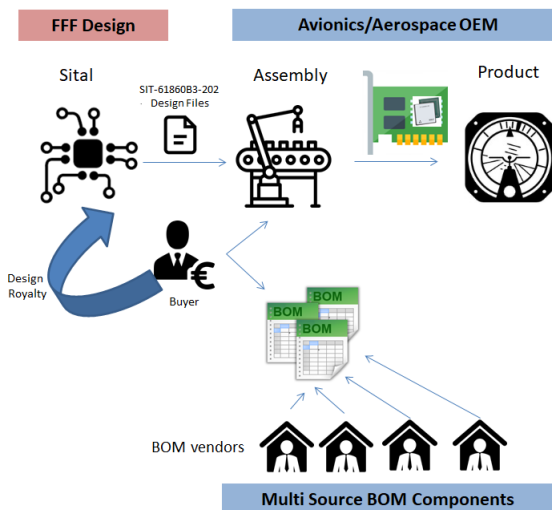 FFF Design
Avionics/Aerospace OEM
Sital
Assembly
Product
SIT-61860B3-202
Design Files
Design
Royalty
€
Buyer
BOM
BOM
BOM
BOM vendors
Multi Source BOM Components